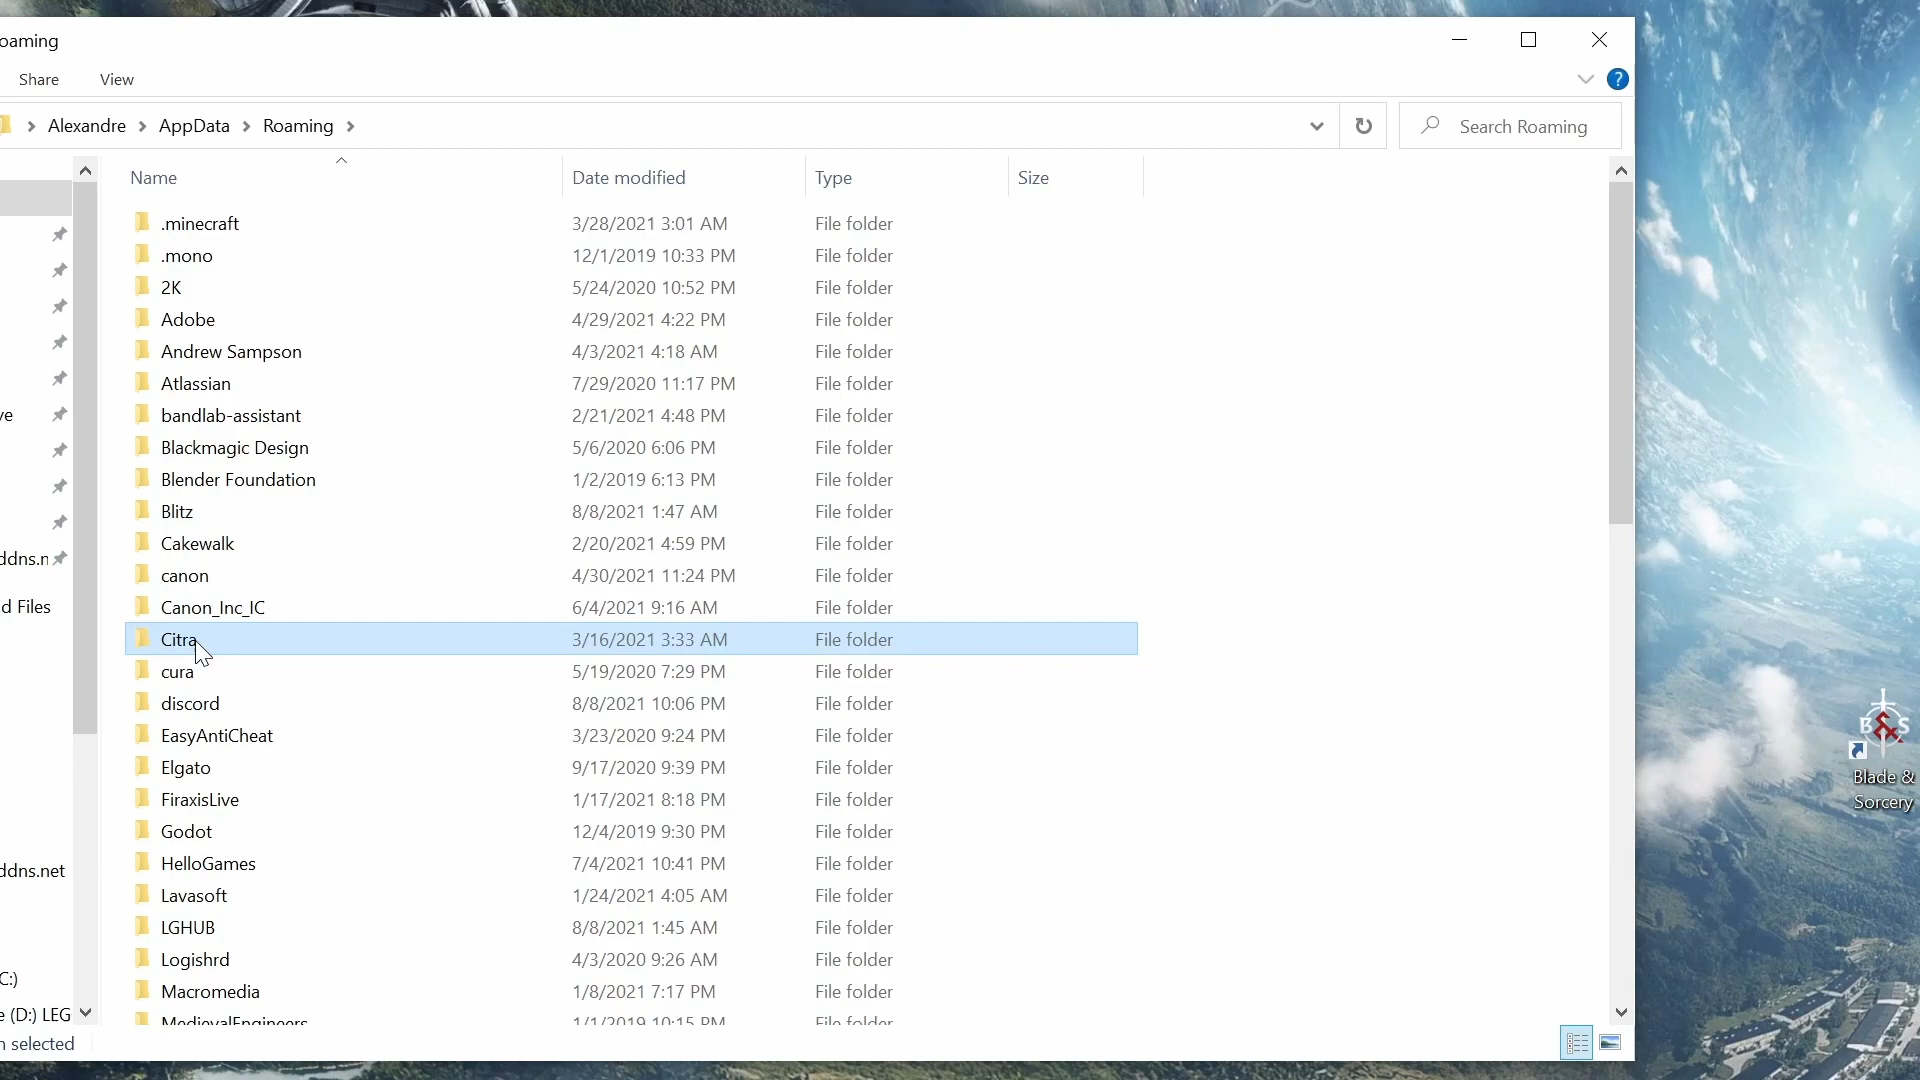 oaming
Share View
Alexandre AppData Roaming
Search Roaming
Name Date modified Type Size
.minecraft 3/28/2021 3:01 AM File folder
.mono 12/1/2019 10:33 PM File folder
2K 5/24/2020 10:52 PM File folder
Adobe 4/29/2021 4:22 PM File folder
Andrew Sampson 4/3/2021 4:18 AM File folder
Atlassian 7/29/2020 11:17 PM File folder
ve bandlab-assistant 2/21/2021 4:48 PM File folder
Blackmagic Design 5/6/2020 6:06 PM File folder
Blender Foundation 1/2/2019 6:13 PM File folder
Blitz 8/8/2021 1:47 AM File folder
ddns.n Cakewalk 2/20/2021 4:59 PM File folder
canon 4/30/2021 11:24 PM File folder
d Files Canon_Inc_IC 6/4/2021 9:16 AM File folder
Citra 3/16/2021 3:33 AM File folder
cura 5/19/2020 7:29 PM File folder
discord 8/8/2021 10:06 PM File folder
EasyAntiCheat 3/23/2020 9:24 PM File folder
Elgato 9/17/2020 9:39 PM File folder
FiraxisLive 1/17/2021 8:18 PM File folder
Godot 12/4/2019 9:30 PM File folder
ddns.net HelloGames 7/4/2021 10:41 PM File folder
Lavasoft 1/24/2021 4:05 AM File folder
LGHUB 8/8/2021 1:45 AM File folder
Logishrd 4/3/2020 9:26 AM File folder
C:) Macromedia 1/8/2021 7:17 PM File folder
e (D:) LEG MedievalEngineers 1/1/2019 10:15 PM File folder
n selected
B&S
Blade &
Sorcery